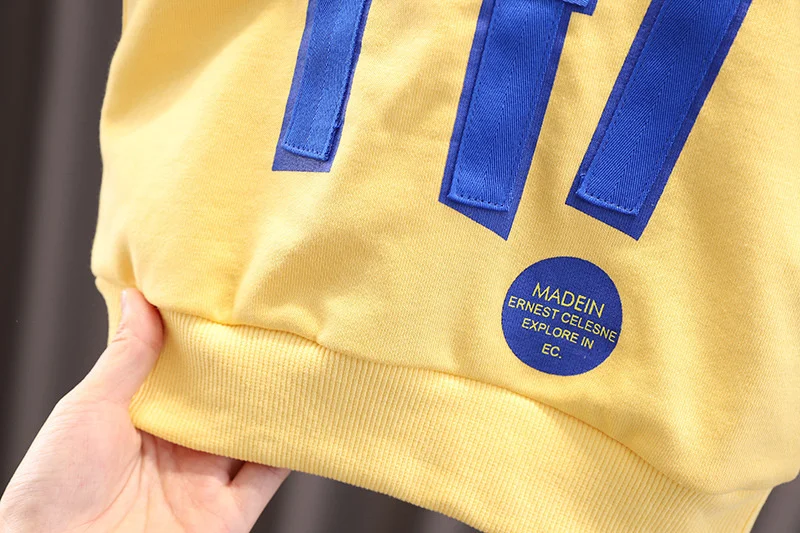 MADEIN
ERNEST CELESNE
EXPLORE IN
EC.